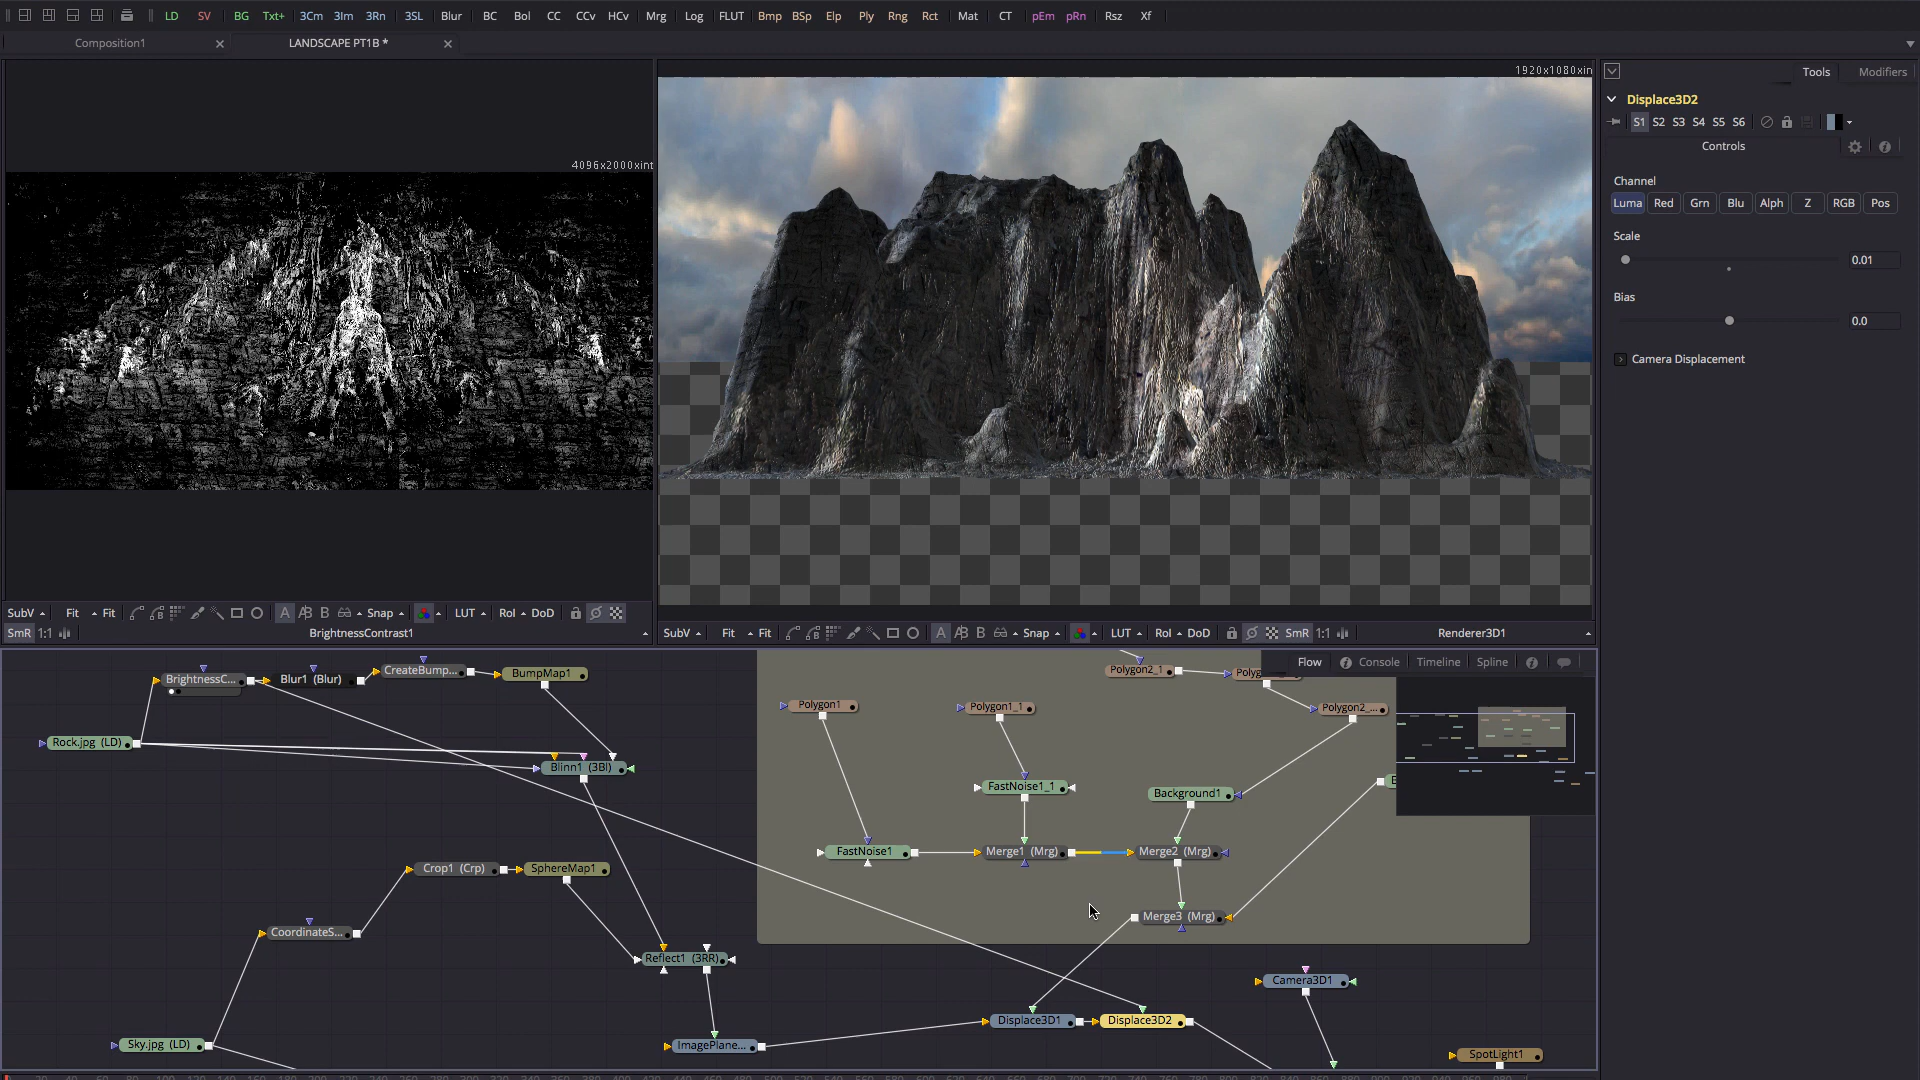 LD SV BG Txt+ 3Cm 3Im 3Rn 3SL Blur BC Bol CC CCv HCv Mrg Log FLUT Bmp BSp Elp Ply Rng Rct Mat CT pEm pRn Rsz Xf
Composition1 LANDSCAPE PT1B *
1920x1080xin
4096x2000xint
Tools Modifiers
Displace3D2
S1 S2 S3 S4 S5 S6
Controls
Channel
Luma Red Grn Blu Alph Z RGB Pos
Scale
0.01
Bias
0.0
Camera Displacement
SubV Fit Fit A B Snap LUT RoI DoD
SmR 1:1 BrightnessContrast1
SubV Fit Fit A B Snap LUT RoI DoD SmR 1:1 Renderer3D1
Flow Console Timeline Spline
BrightnessC...
Blur1 (Blur)
CreateBump...
BumpMap1
Rock.jpg (LD)
Blinn1 (3Bl)
Crop1 (Crp)
SphereMap1
CoordinateS...
Reflect1 (3RR)
Sky.jpg (LD)
ImagePlane...
Polygon2_1
Polygon1
Polygon1_1
Polygon2_...
FastNoise1_1
Background1
FastNoise1
Merge1 (Mrg)
Merge2 (Mrg)
Merge3 (Mrg)
Camera3D1
Displace3D1
Displace3D2
SpotLight1